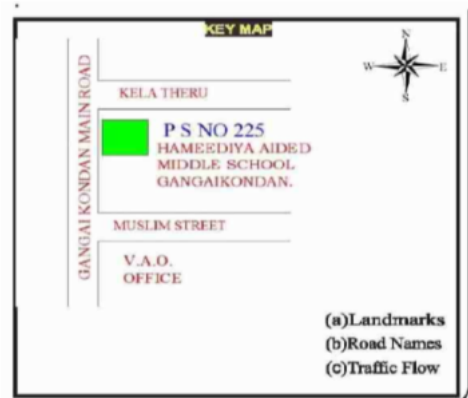 KEY MAP
N
W E
S
GANGAI KONDAN MAIN ROAD
KELA THERU
P S NO 225
HAMEEDIYA AIDED
MIDDLE SCHOOL
GANGAIKONDAN.
MUSLIM STREET
V.A.O.
OFFICE
(a)Landmarks
(b)Road Names
(c)Traffic Flow